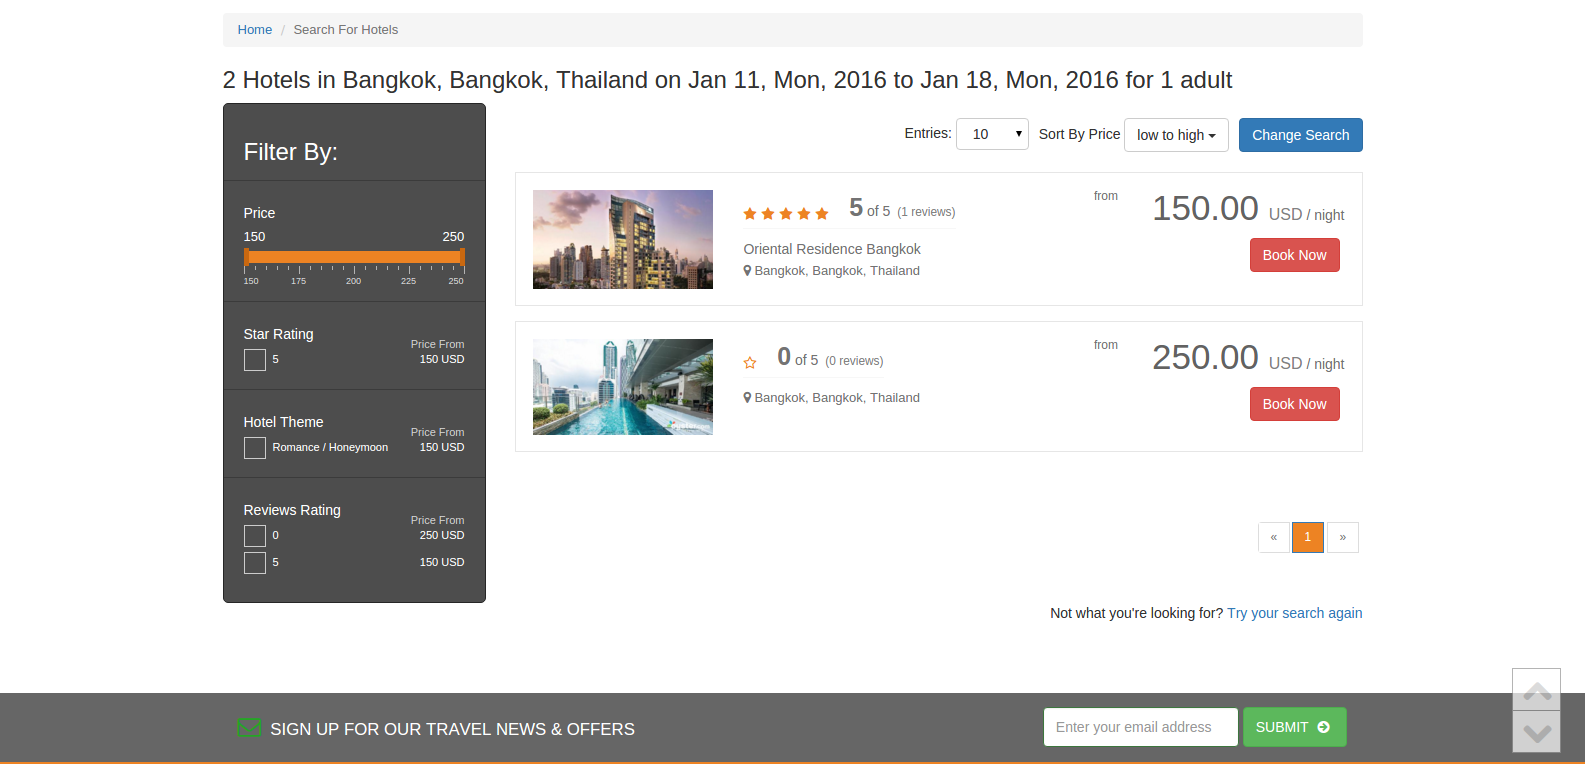 Home / Search For Hotels
2 Hotels in Bangkok, Bangkok, Thailand on Jan 11, Mon, 2016 to Jan 18, Mon, 2016 for 1 adult
Filter By:
Price
150 250
150 175 200 225 250
Star Rating
Price From
5 150 USD
Hotel Theme
Price From
Romance / Honeymoon 150 USD
Reviews Rating
Price From
0 250 USD
5 150 USD
Entries: 10 Sort By Price low to high Change Search
5 of 5 (1 reviews)
Oriental Residence Bangkok
Bangkok, Bangkok, Thailand
from 150.00 USD / night
Book Now
0 of 5 (0 reviews)
Bangkok, Bangkok, Thailand
from 250.00 USD / night
Book Now
« 1 »
Not what you're looking for? Try your search again
SIGN UP FOR OUR TRAVEL NEWS & OFFERS
Enter your email address SUBMIT